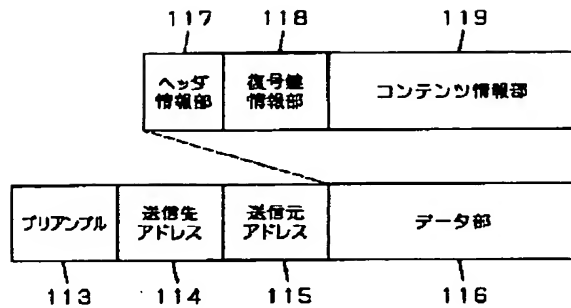 117 118 119
ヘッダ 復号鍵 コンテンツ情報部
情報部 情報部
プリアンブル 送信先 送信元 データ部
アドレス アドレス
113 114 115 116